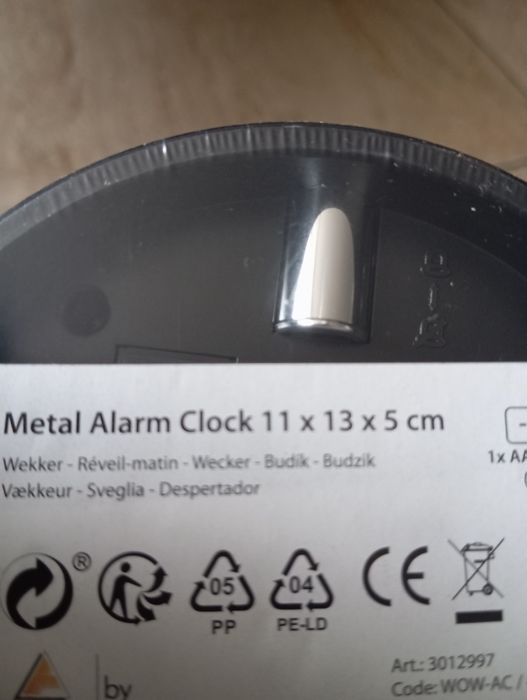 Metal Alarm Clock 11 x 13 x 5 cm
Wekker - Réveil-matin - Wecker - Budík - Budzik
1x AA
Vækkeur - Sveglia - Despertador
®
05
04
CE
PP
PE-LD
Art.: 3012997
by
Code: WOW-AC /